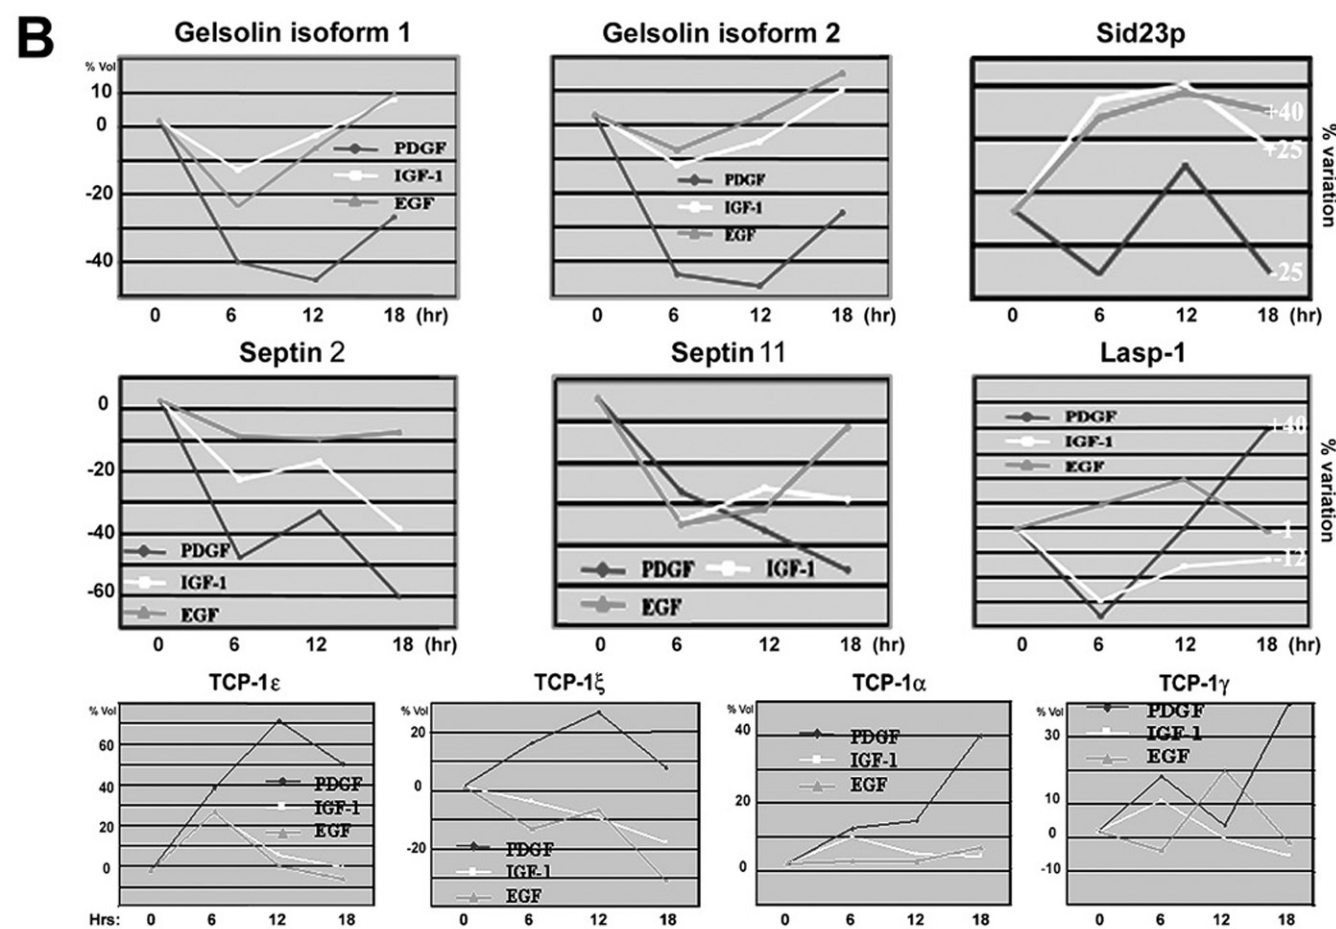 B
Gelsolin isoform 1
% Vol
10
0
-20
-40
PDGF
IGF-1
EGF
0 6 12 18 (hr)
Gelsolin isoform 2
PDGF
IGF-1
EGF
0 6 12 18 (hr)
Sid23p
+40
+25
-25
% variation
0 6 12 18 (hr)
Septin 2
0
-20
-40
-60
PDGF
IGF-1
EGF
0 6 12 18 (hr)
Septin 11
PDGF IGF-1
EGF
0 6 12 18 (hr)
Lasp-1
PDGF
IGF-1
EGF
+40
-1
-12
% variation
0 6 12 18 (hr)
TCP-1ε
% Vol
60
40
20
0
PDGF
IGF-1
EGF
Hrs: 0 6 12 18
TCP-1ξ
% Vol
20
0
-20
PDGF
IGF-1
EGF
0 6 12 18
TCP-1α
% Vol
40
20
0
PDGF
IGF-1
EGF
0 6 12 18
TCP-1γ
% Vol
30
10
0
-10
PDGF
IGF-1
EGF
0 6 12 18